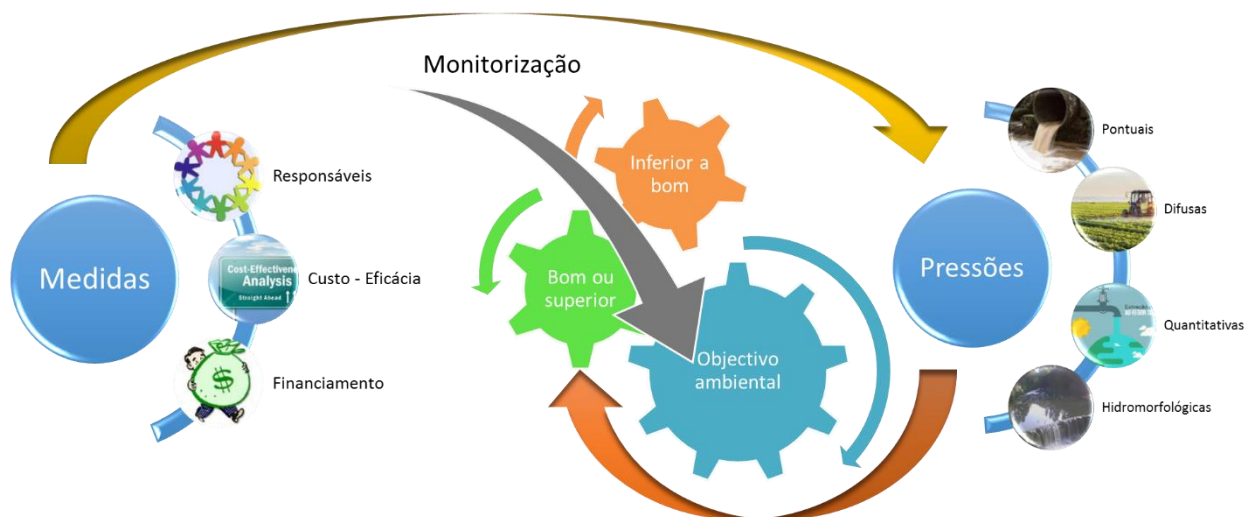 Monitorização
Medidas
Responsáveis
Cost-Effectiveness
Analysis
Straight Ahead
Custo - Eficácia
Financiamento
Inferior a
bom
Bom ou
superior
Objectivo
ambiental
Pressões
Pontuais
Difusas
Quantitativas
Hidromorfológicas